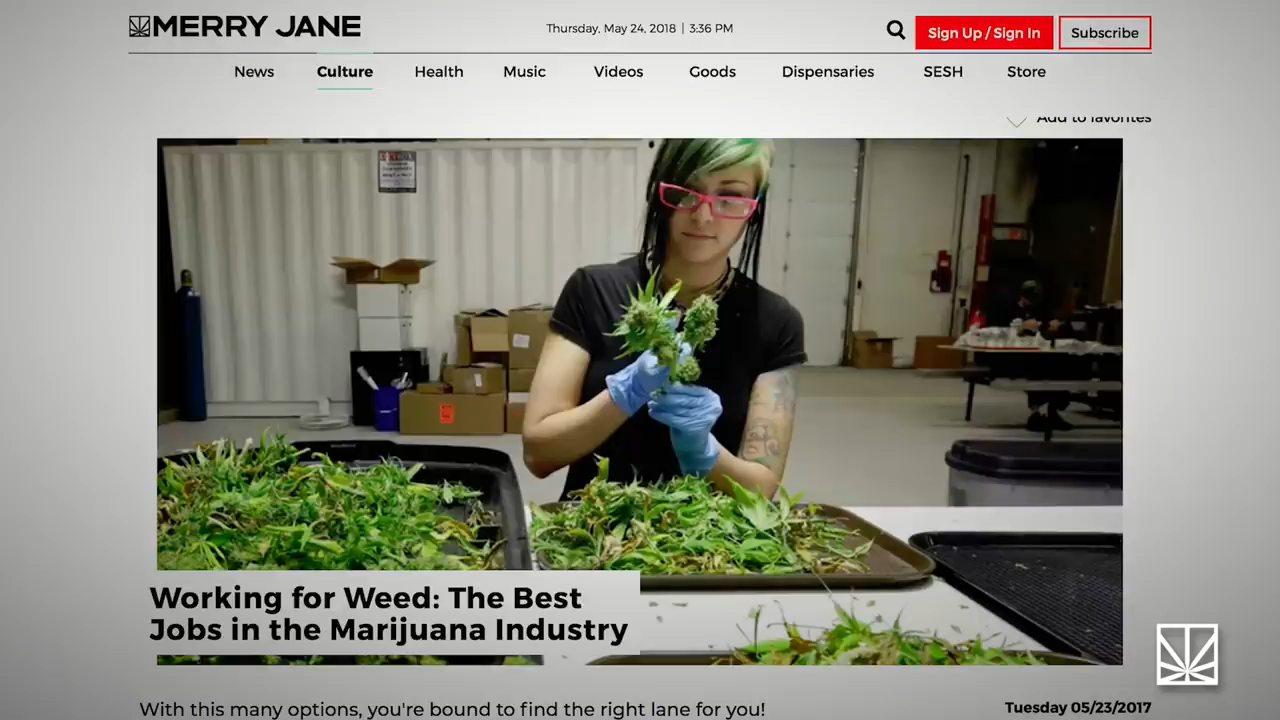 MERRY JANE
Thursday, May 24, 2018 | 3:36 PM
Sign Up / Sign In
Subscribe
News
Culture
Health
Music
Videos
Goods
Dispensaries
SESH
Store
Add to favorites
Working for Weed: The Best
Jobs in the Marijuana Industry
With this many options, you're bound to find the right lane for you!
Tuesday 05/23/2017